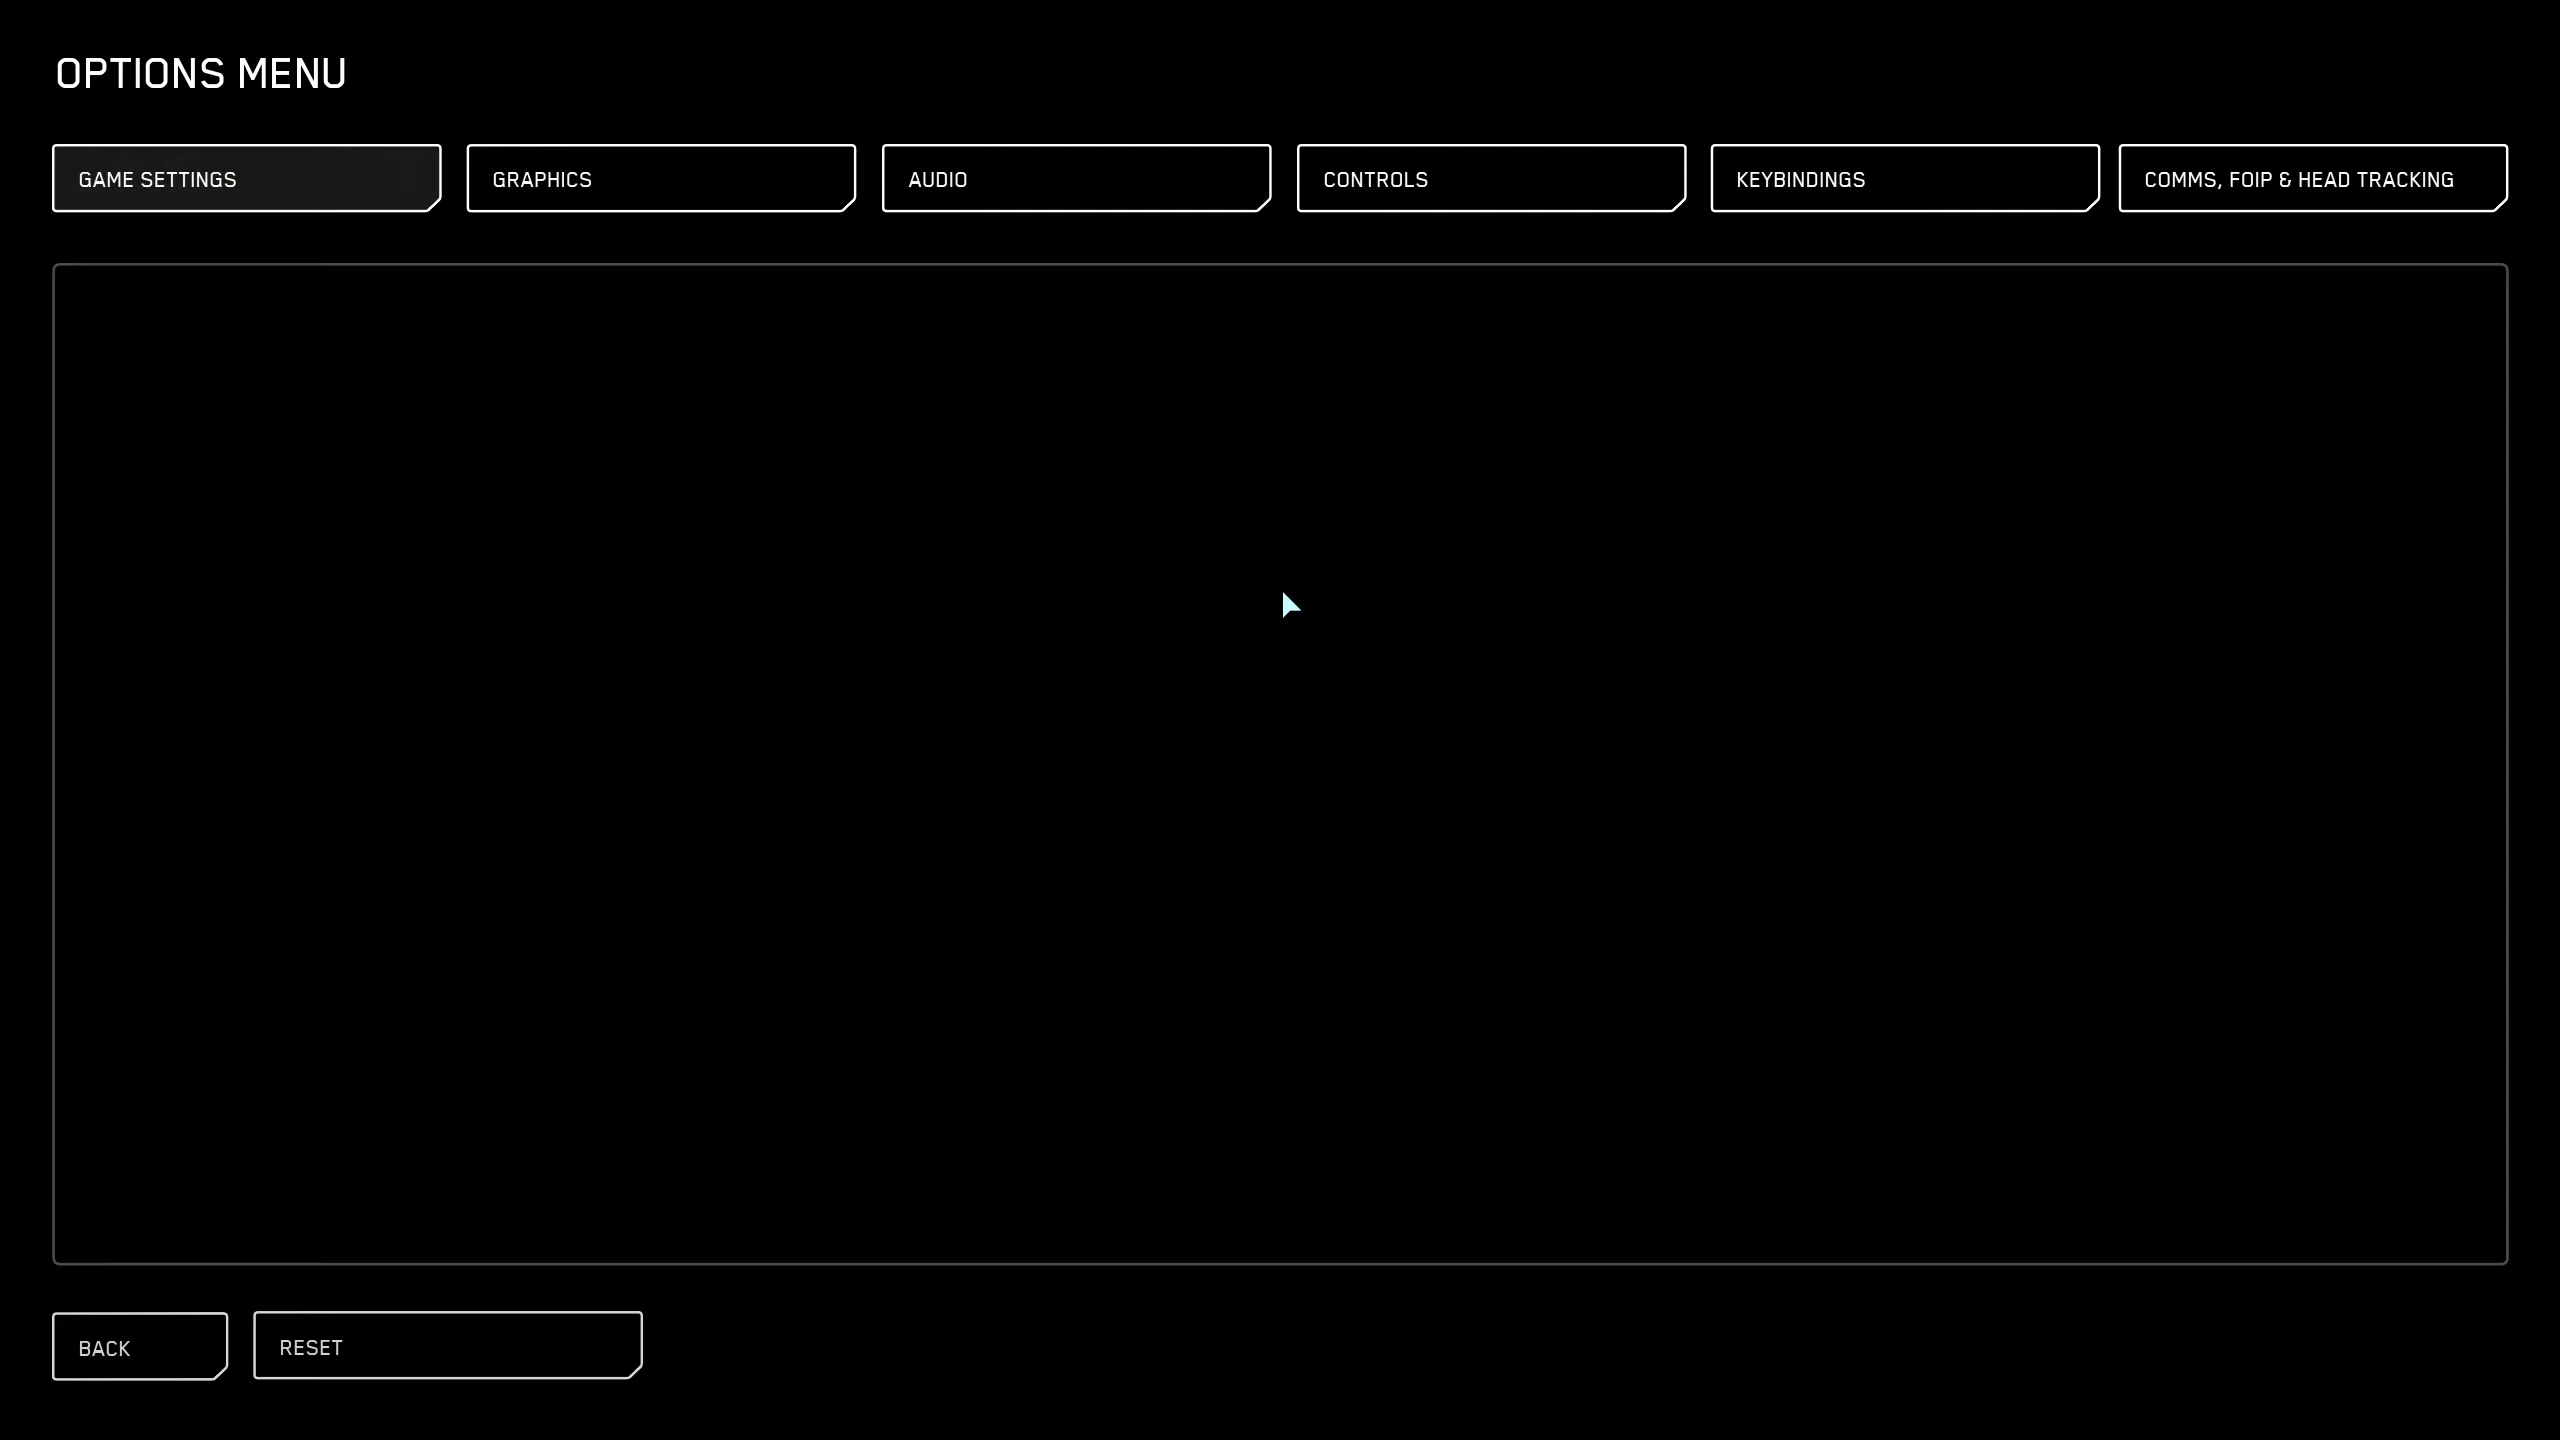 OPTIONS MENU
GAME SETTINGS
GRAPHICS
AUDIO
CONTROLS
KEYBINDINGS
COMMS, FOIP & HEAD TRACKING
BACK
RESET